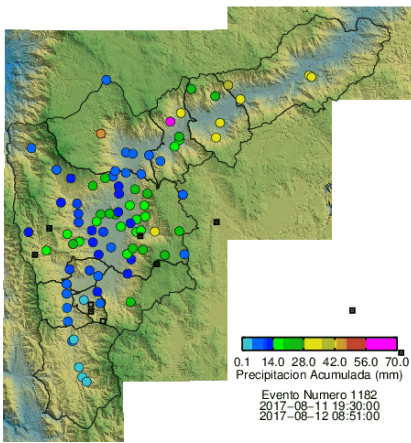 0.1 14.0 28.0 42.0 56.0 70.0
Precipitacion Acumulada (mm)
Evento Numero 1182
2017-08-11 19:30:00
2017-08-12 08:51:00